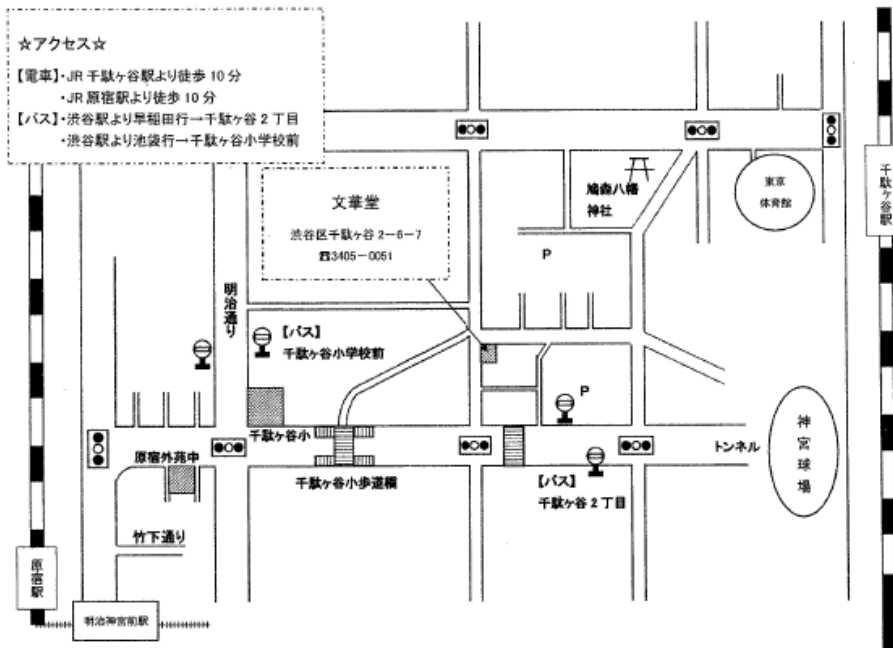 ☆アクセス☆
【電車】・JR 千駄ヶ谷駅より徒歩 10 分
・JR 原宿駅より徒歩 10 分
【バス】・渋谷駅より早稲田行→千駄ヶ谷 2 丁目
・渋谷駅より池袋行→千駄ヶ谷小学校前
千駄ヶ谷駅
東京
体育館
鳩森八幡
神社
文華堂
渋谷区千駄ヶ谷 2-6-7
☎3405-0051
P
明治通り
【バス】
千駄ヶ谷小学校前
P
神宮球場
千駄ヶ谷小
トンネル
原宿外苑中
千駄ヶ谷小歩道橋
【バス】
千駄ヶ谷 2 丁目
竹下通り
原宿駅
明治神宮前駅